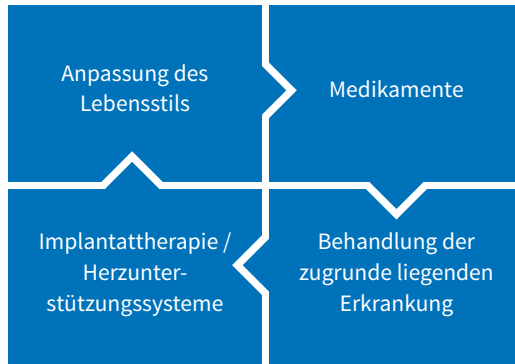 Anpassung des
Lebensstils
Medikamente
Implantattherapie /
Herzunter-
stützungssysteme
Behandlung der
zugrunde liegenden
Erkrankung